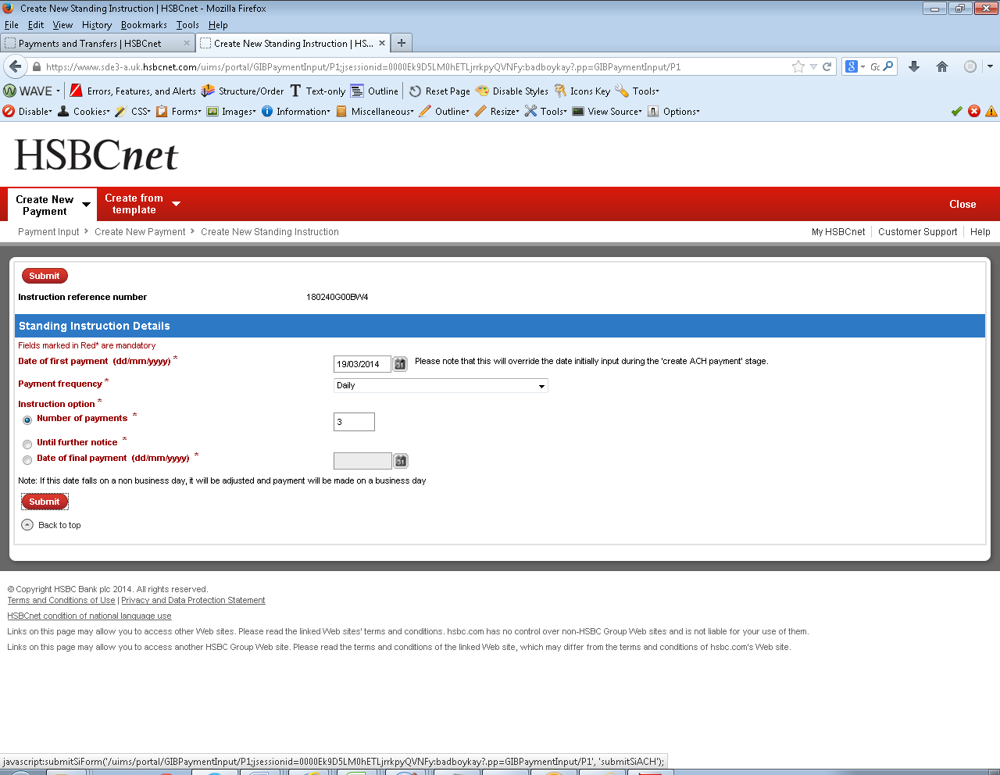 Create New Standing Instruction | HSBCnet - Mozilla Firefox
File Edit View History Bookmarks Tools Help
Payments and Transfers | HSBCnet × Create New Standing Instruction | HS... × +
https://www.sde3-a.uk.hsbcnet.com/uims/portal/GIBPaymentInput/P1;jsessionid=0000Ek9D5LM0hETLjrrkpyQVNFy:badboykay?.pp=GIBPaymentInput/P1
WAVE Errors, Features, and Alerts Structure/Order Text-only Outline Reset Page Disable Styles Icons Key Tools
Disable Cookies CSS Forms Images Information Miscellaneous Outline Resize Tools View Source Options
HSBCnet
Create New Payment
Create from template
Close
Payment Input Create New Payment Create New Standing Instruction
My HSBCnet Customer Support Help
Submit
Instruction reference number 180240G00BW4
Standing Instruction Details
Fields marked in Red* are mandatory
Date of first payment (dd/mm/yyyy) * 19/03/2014 31 Please note that this will override the date initially input during the 'create ACH payment' stage.
Payment frequency * Daily
Instruction option *
Number of payments * 3
Until further notice *
Date of final payment (dd/mm/yyyy) * 31
Note: If this date falls on a non business day, it will be adjusted and payment will be made on a business day
Submit
Back to top
© Copyright HSBC Bank plc 2014. All rights reserved.
Terms and Conditions of Use | Privacy and Data Protection Statement
HSBCnet condition of national language use
Links on this page may allow you to access other Web sites. Please read the linked Web sites' terms and conditions. hsbc.com has no control over non-HSBC Group Web sites and is not liable for your use of them.
Links on this page may allow you to access another HSBC Group Web site. Please read the terms and conditions of the linked Web site, which may differ from the terms and conditions of hsbc.com's Web site.
javascript:submitSiForm('/uims/portal/GIBPaymentInput/P1;jsessionid=0000Ek9D5LM0hETLjrrkpyQVNFy:badboykay?.pp=GIBPaymentInput/P1', 'submitSiACH');